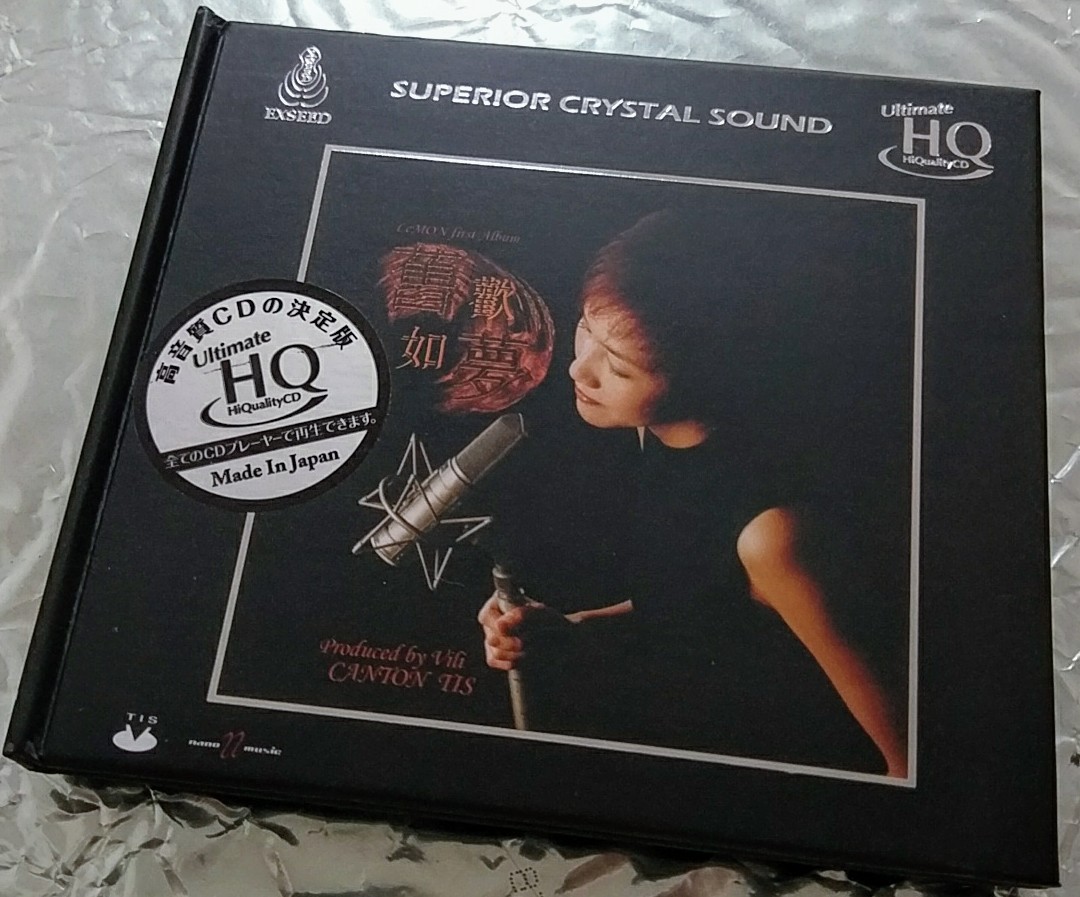 EXSEED
SUPERIOR CRYSTAL SOUND
Ultimate
HQ
HiQualityCD
LeMON first Album
舊歡
如夢
高音質CDの決定版
Ultimate
HQ
HiQualityCD
全てのCDプレーヤーで再生できます。
Made In Japan
Produced by Vili
CANTON TIS
TIS
nano n music